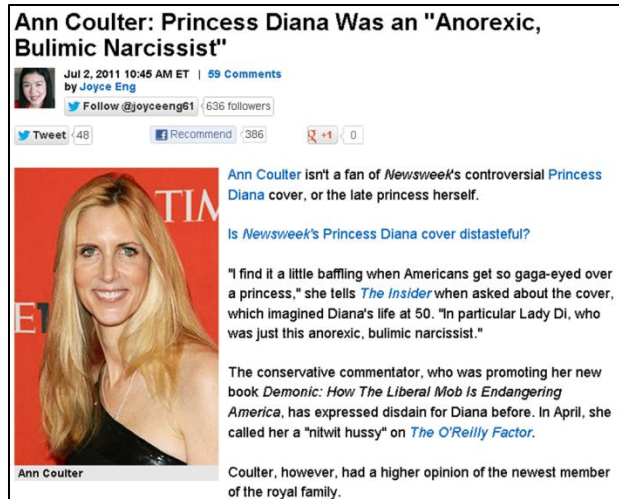 Ann Coulter: Princess Diana Was an "Anorexic,
Bulimic Narcissist"
Jul 2, 2011 10:45 AM ET | 59 Comments
by Joyce Eng
Follow @joyceeng61 636 followers
Tweet 48 Recommend 386 +1 0
TIM
E
Ann Coulter
Ann Coulter isn't a fan of Newsweek's controversial Princess
Diana cover, or the late princess herself.
Is Newsweek's Princess Diana cover distasteful?
"I find it a little baffling when Americans get so gaga-eyed over
a princess," she tells The Insider when asked about the cover,
which imagined Diana's life at 50. "In particular Lady Di, who
was just this anorexic, bulimic narcissist."
The conservative commentator, who was promoting her new
book Demonic: How The Liberal Mob Is Endangering
America, has expressed disdain for Diana before. In April, she
called her a "nitwit hussy" on The O'Reilly Factor.
Coulter, however, had a higher opinion of the newest member
of the royal family.